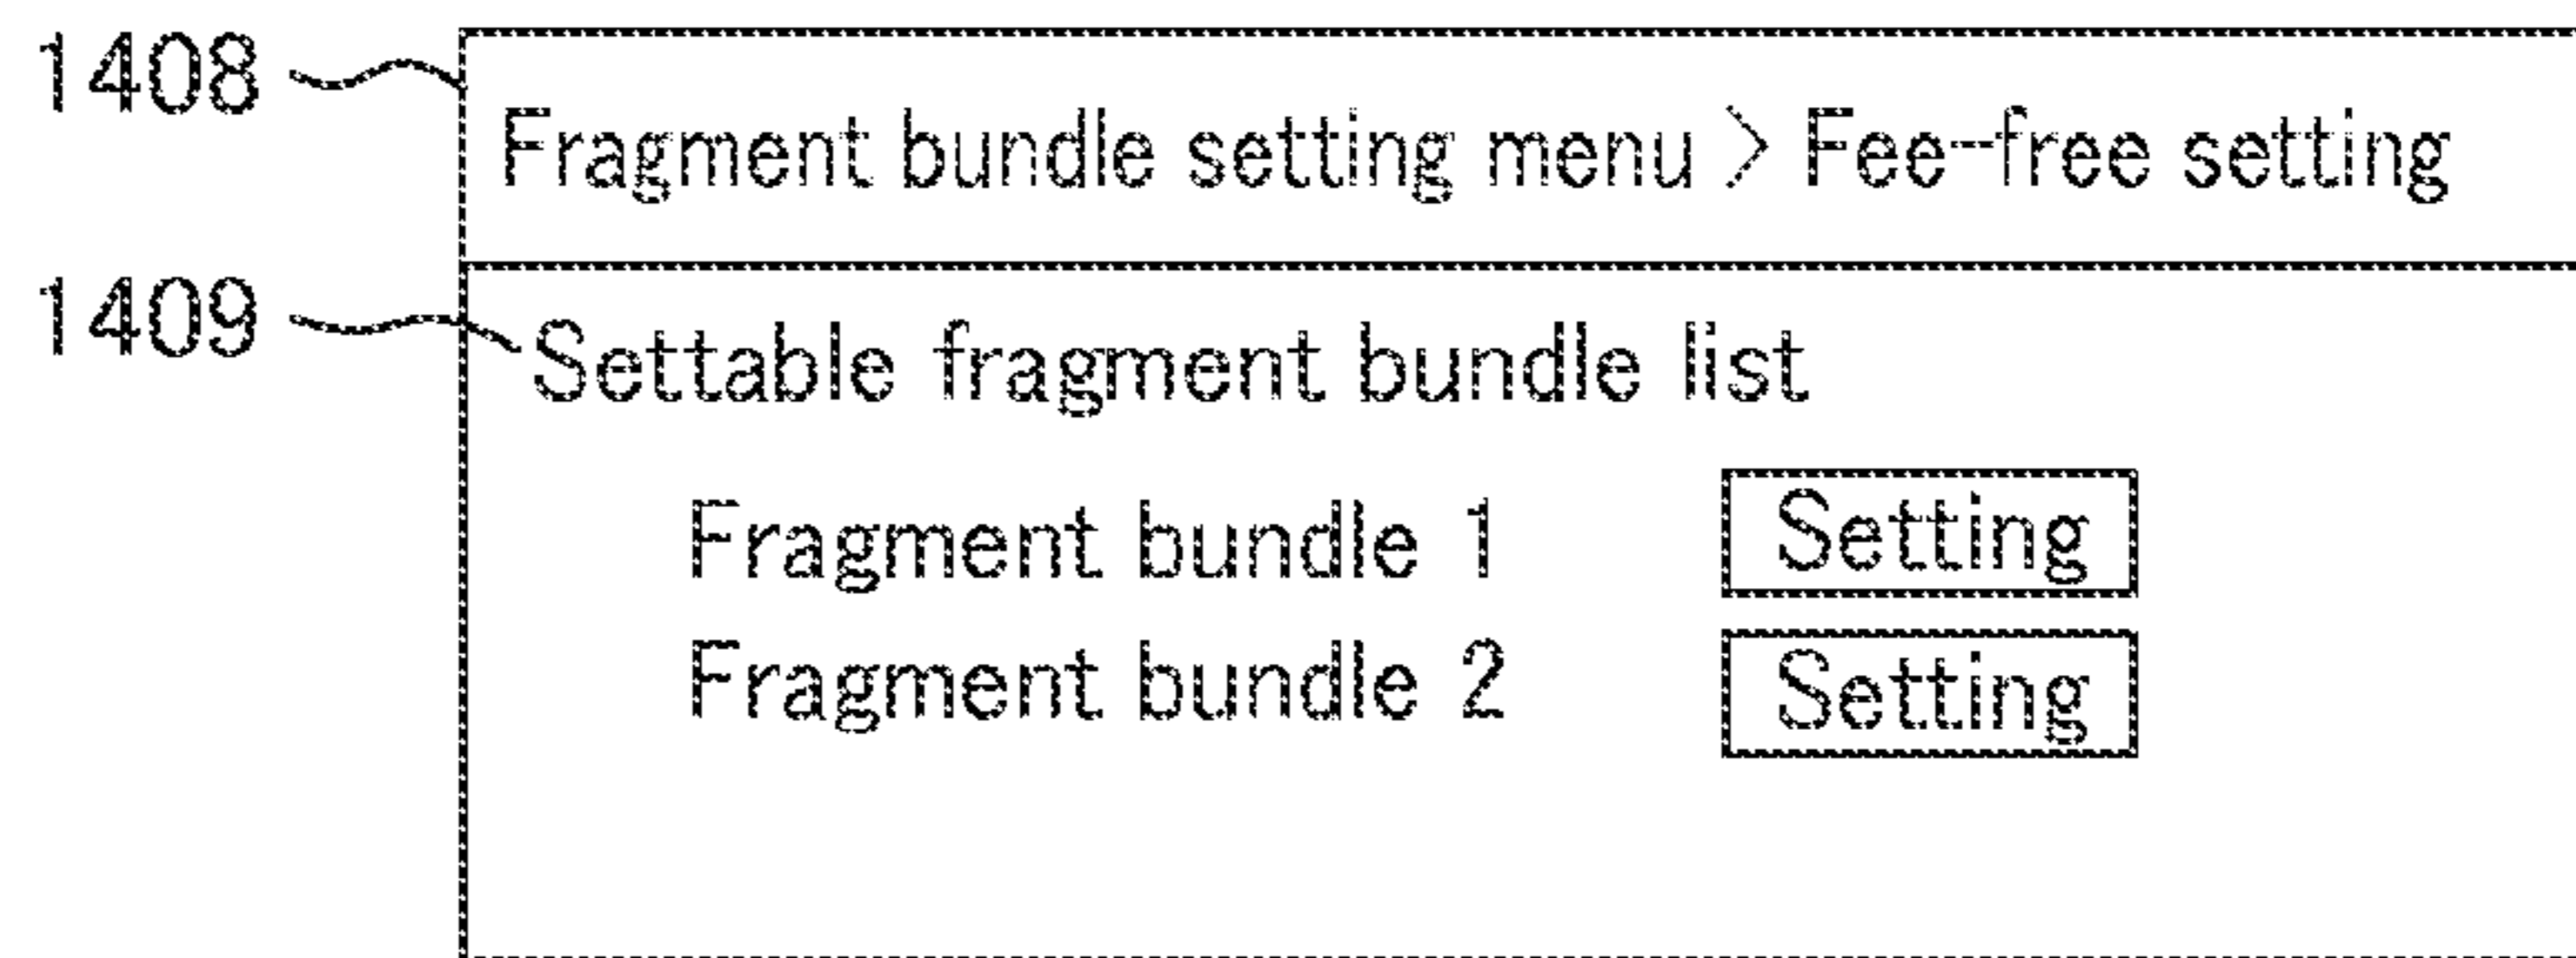 1408
Fragment bundle setting menu > Fee-free setting
1409
Settable fragment bundle list
Fragment bundle 1 Setting
Fragment bundle 2 Setting